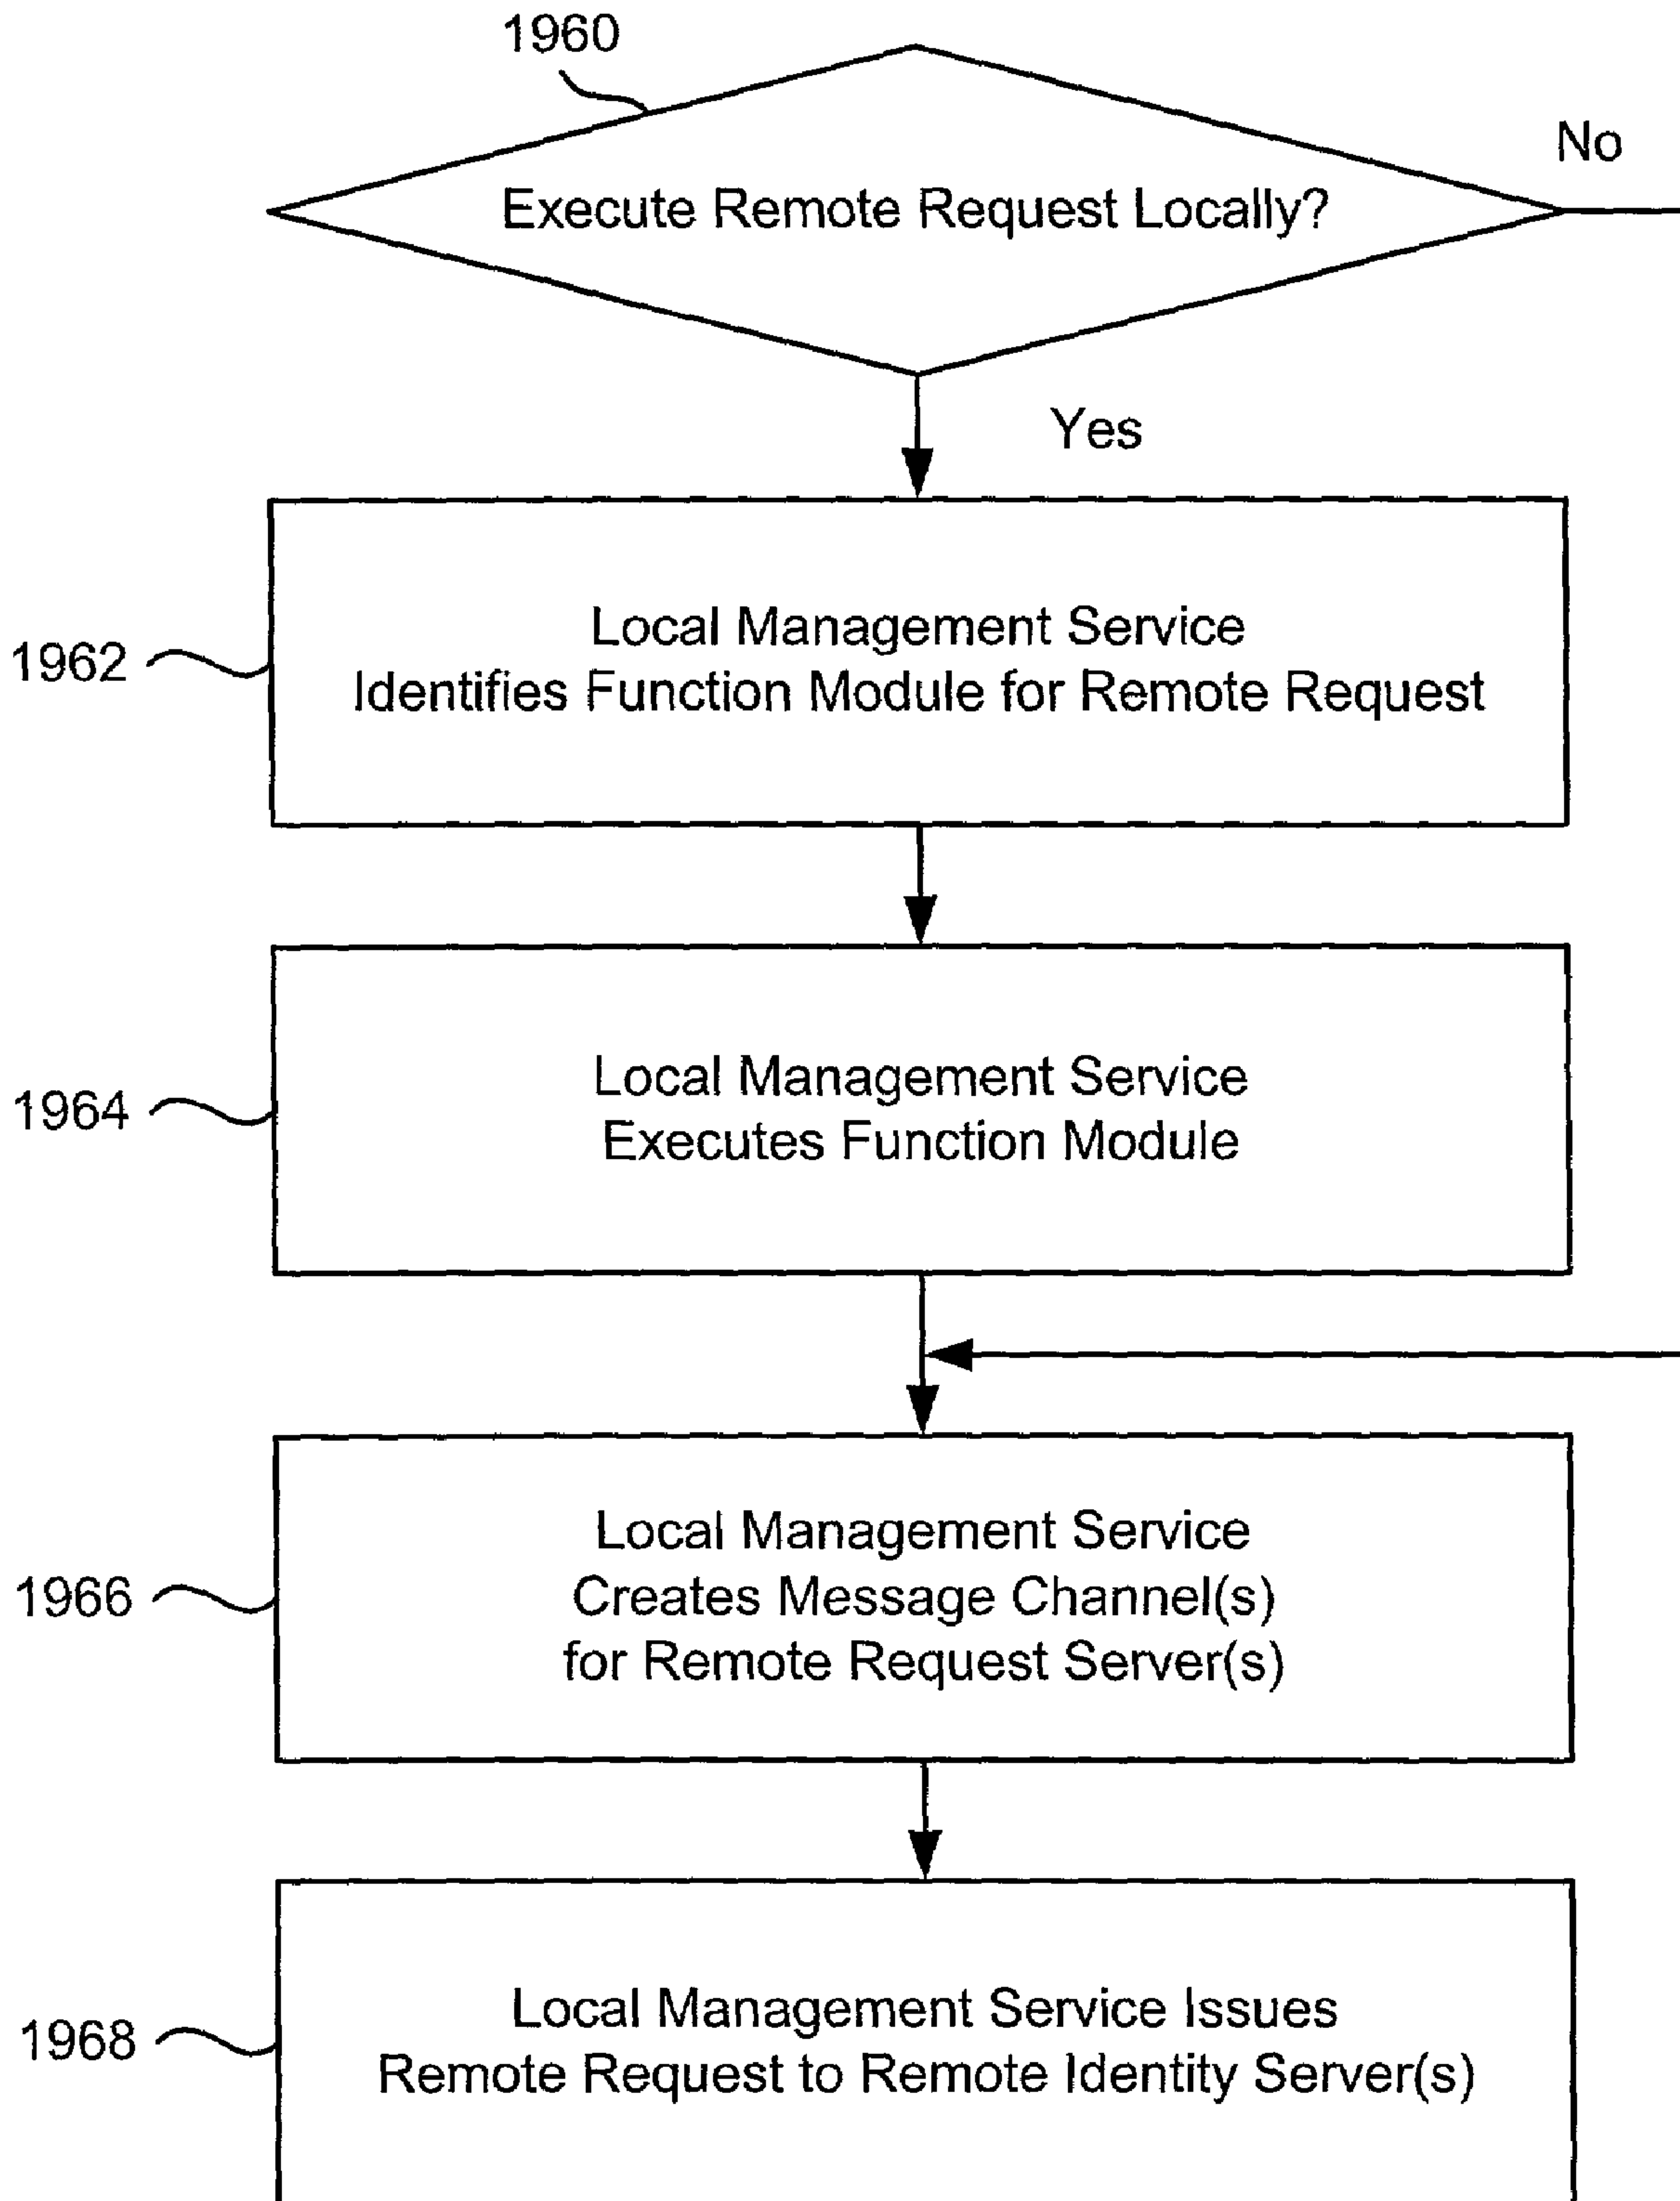 1960
No
Execute Remote Request Locally?
Yes
Local Management Service
1962
Identifies Function Module for Remote Request
Local Management Service
1964
Executes Function Module
Local Management Service
1966
Creates Message Channel(s)
for Remote Request Server(s)
Local Management Service Issues
1968
Remote Request to Remote Identity Server(s)